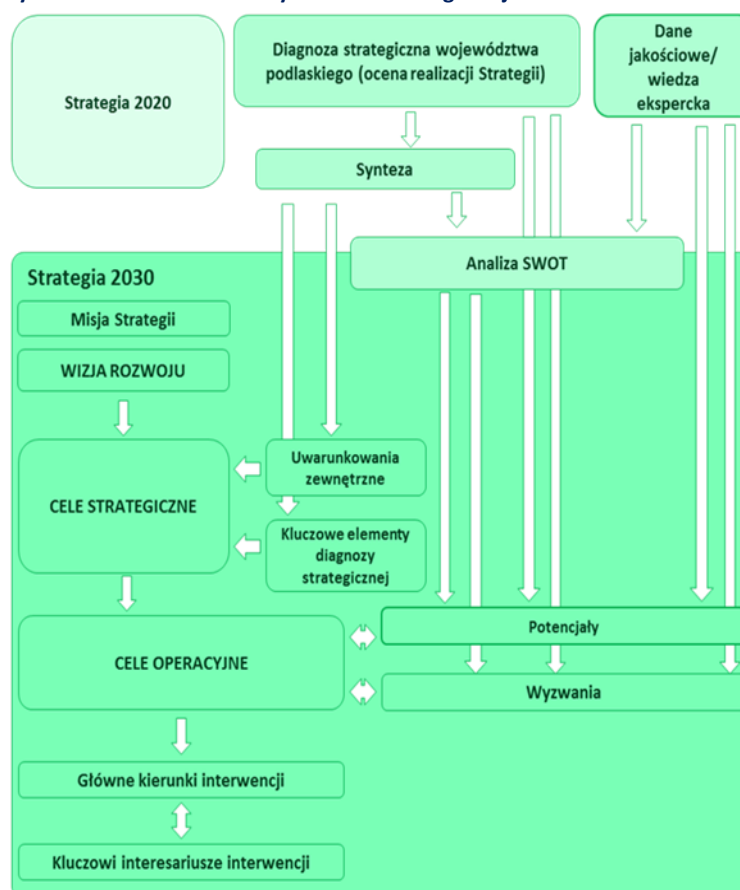 Diagnoza strategiczna województwa
podlaskiego (ocena realizacji Strategii)
Dane
jakościowe/
wiedza
ekspercka
Strategia 2020
Synteza
Analiza SWOT
Strategia 2030
Misja Strategii
WIZJA ROZWOJU
Uwarunkowania
zewnętrzne
CELE STRATEGICZNE
Kluczowe elementy
diagnozy
strategicznej
Potencjały
CELE OPERACYJNE
Wyzwania
Główne kierunki interwencji
Kluczowi interesariusze interwencji